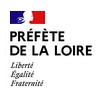 PRÉFÈTE
DE LA LOIRE
Liberté
Égalité
Fraternité